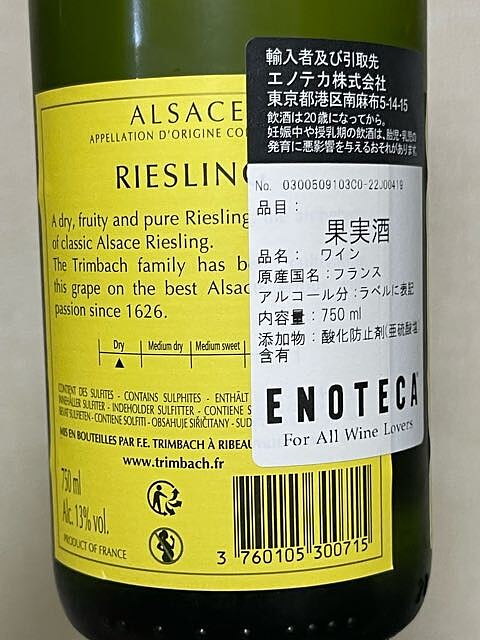 ALSACE
APPELLATION D'ORIGINE
RIESLING
A dry, fruity and pure Riesling
of classic Alsace Riesling.
The Trimbach family has
this grape on the best
passion since 1626.
Dry Medium dry Medium sweet
CONTIENT DES SULFITES - CONTAINS SULPHITES - ENTHÄLT
SULFITTER - INDEHOLDER SULFITTER - CONTIENE
SULFIETEN - CONTIENE SOLFITI - OBSAHUJE SIŘIČITANY -
MIS EN BOUTEILLES PAR F.E. TRIMBACH À
www.trimbach.fr
750 ml
Alc. 13% vol.
PRODUCT OF FRANCE
3 760105 300715
輸入者及び引取先
エノテカ株式会社
東京都港区南麻布5-14-15
飲酒は20歳になってから。
妊娠中や授乳期の飲酒は、胎児・乳児の
発育に悪影響を与えるおそれがあります。
No. 0300509103C0-22J00419
品目:
果実酒
品名: ワイン
原産国名:フランス
アルコール分:ラベルに表記
内容量:750 ml
添加物:酸化防止剤(亜硫酸塩)
含有
ENOTECA
For All Wine Lovers